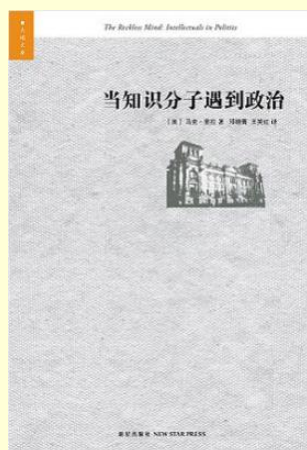 The Reckless Mind: Intellectuals in Politics
当知识分子遇到政治
［美］马克·里拉 著 邓晓菁 王笑红 译
新星出版社 NEW STAR PRESS